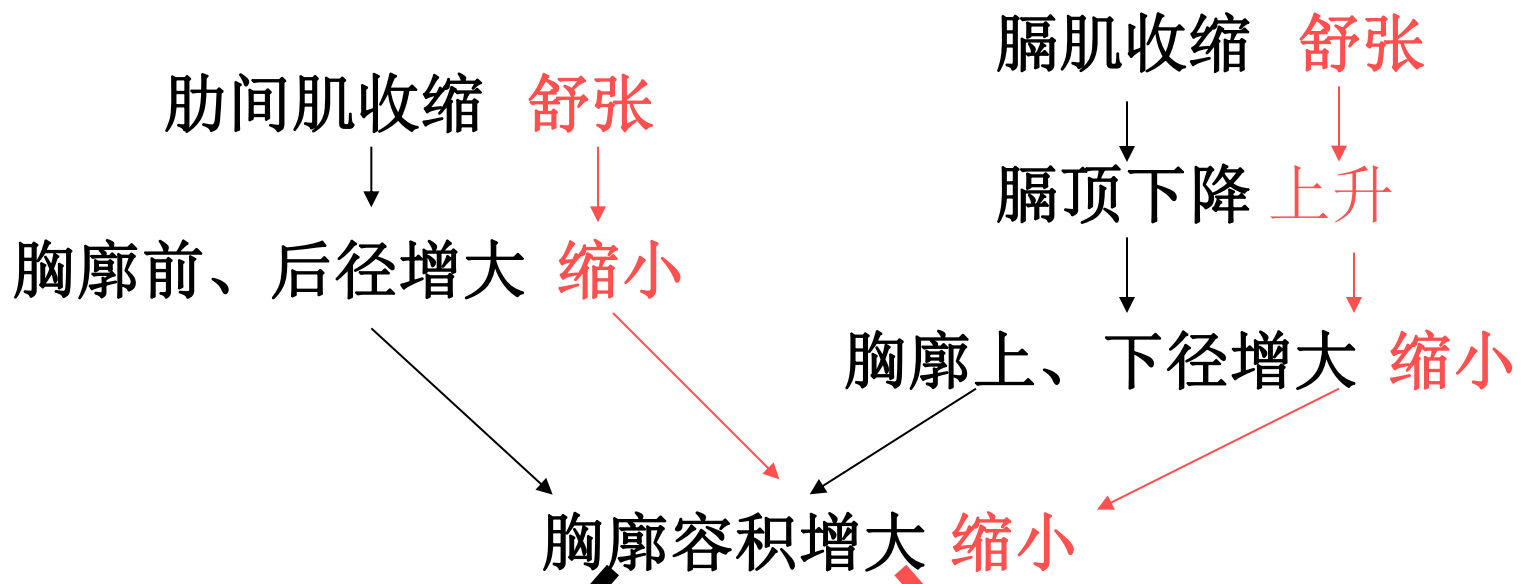 膈肌收缩 舒张
肋间肌收缩 舒张
膈顶下降 上升
胸廓前、后径增大 缩小
胸廓上、下径增大 缩小
胸廓容积增大 缩小